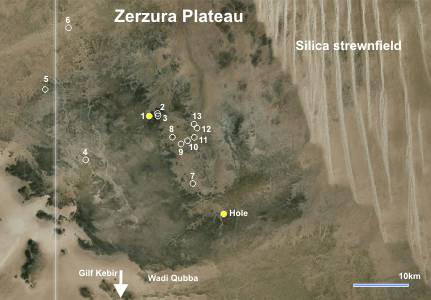 Zerzura Plateau
6
Silica strewnfield
5
2
1
3
13
12
8
11
10
9
4
7
Hole
Gilf Kebir
Wadi Qubba
10km